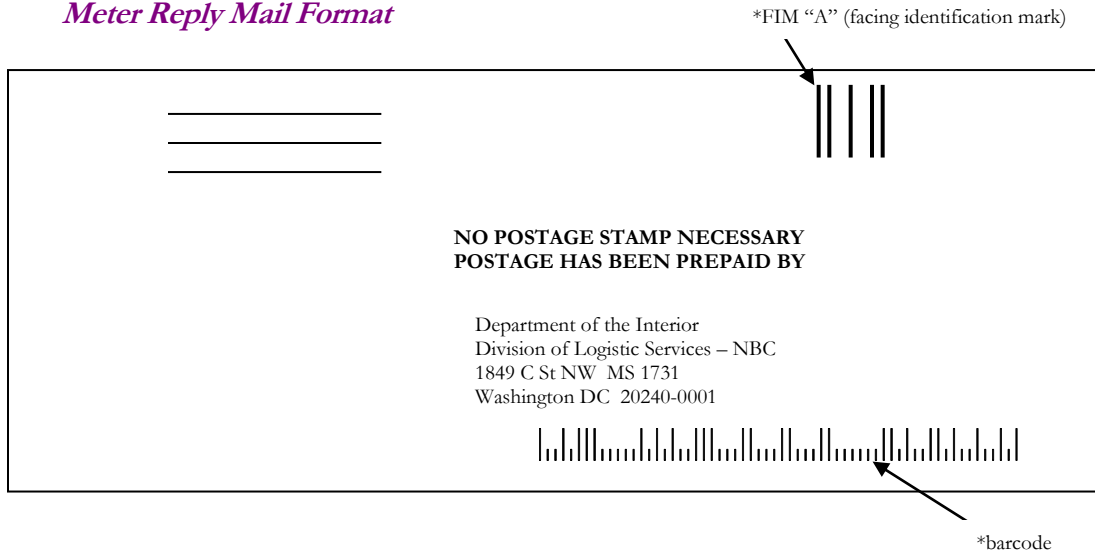 Meter Reply Mail Format
*FIM “A” (facing identification mark)
NO POSTAGE STAMP NECESSARY
POSTAGE HAS BEEN PREPAID BY
Department of the Interior
Division of Logistic Services – NBC
1849 C St NW  MS 1731
Washington DC  20240-0001
*barcode